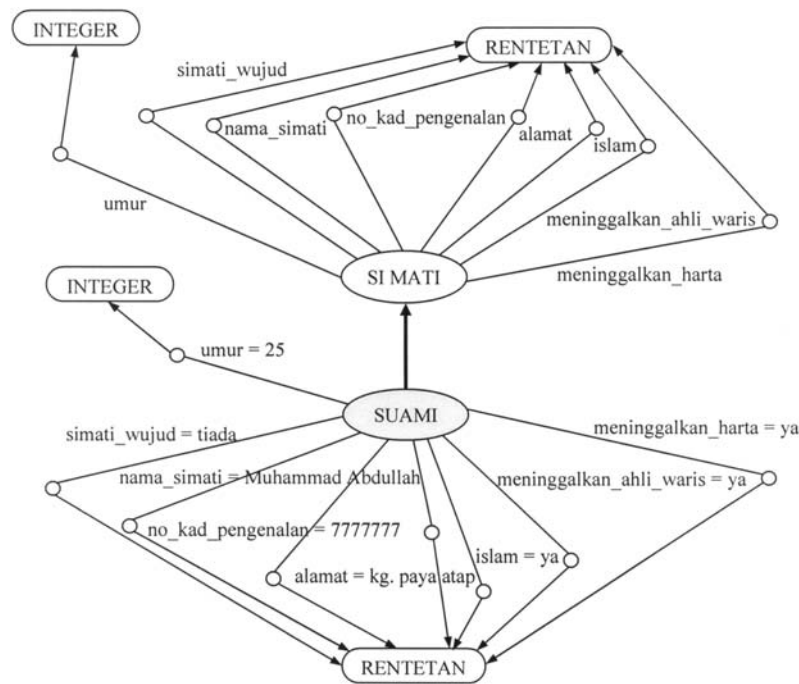 INTEGER
RENTETAN
simati_wujud
nama_simati
no_kad_pengenalan
alamat
islam
umur
meninggalkan_ahli_waris
SI MATI
meninggalkan_harta
INTEGER
umur = 25
SUAMI
simati_wujud = tiada
meninggalkan_harta = ya
nama_simati = Muhammad Abdullah
meninggalkan_ahli_waris = ya
no_kad_pengenalan = 7777777
islam = ya
alamat = kg. paya atap
RENTETAN